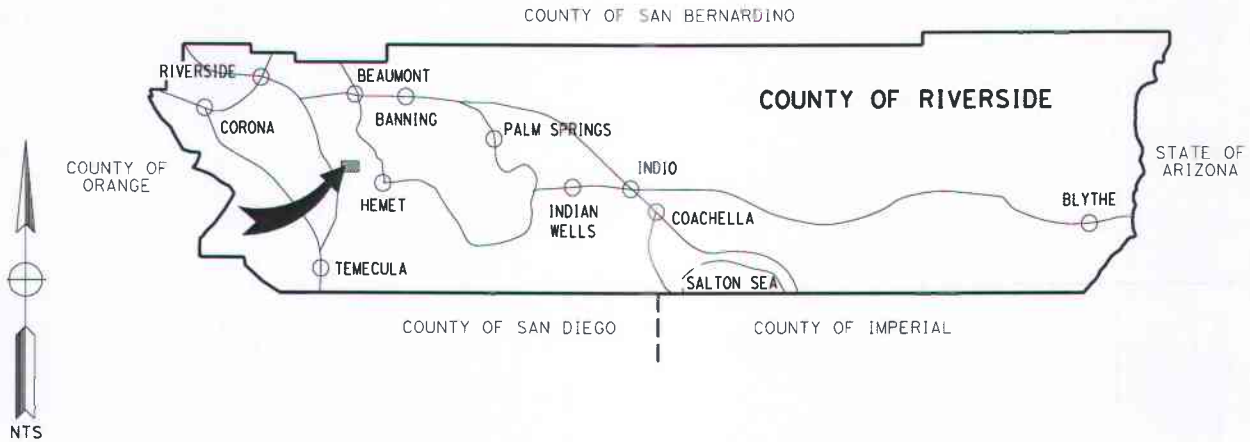 COUNTY OF SAN BERNARDINO
RIVERSIDE
BEAUMONT
COUNTY OF RIVERSIDE
CORONA
BANNING
PALM SPRINGS
STATE OF
ARIZONA
COUNTY OF
ORANGE
INDIO
HEMET
INDIAN
WELLS
COACHELLA
BLYTHE
TEMECULA
SALTON SEA
COUNTY OF SAN DIEGO
COUNTY OF IMPERIAL
NTS